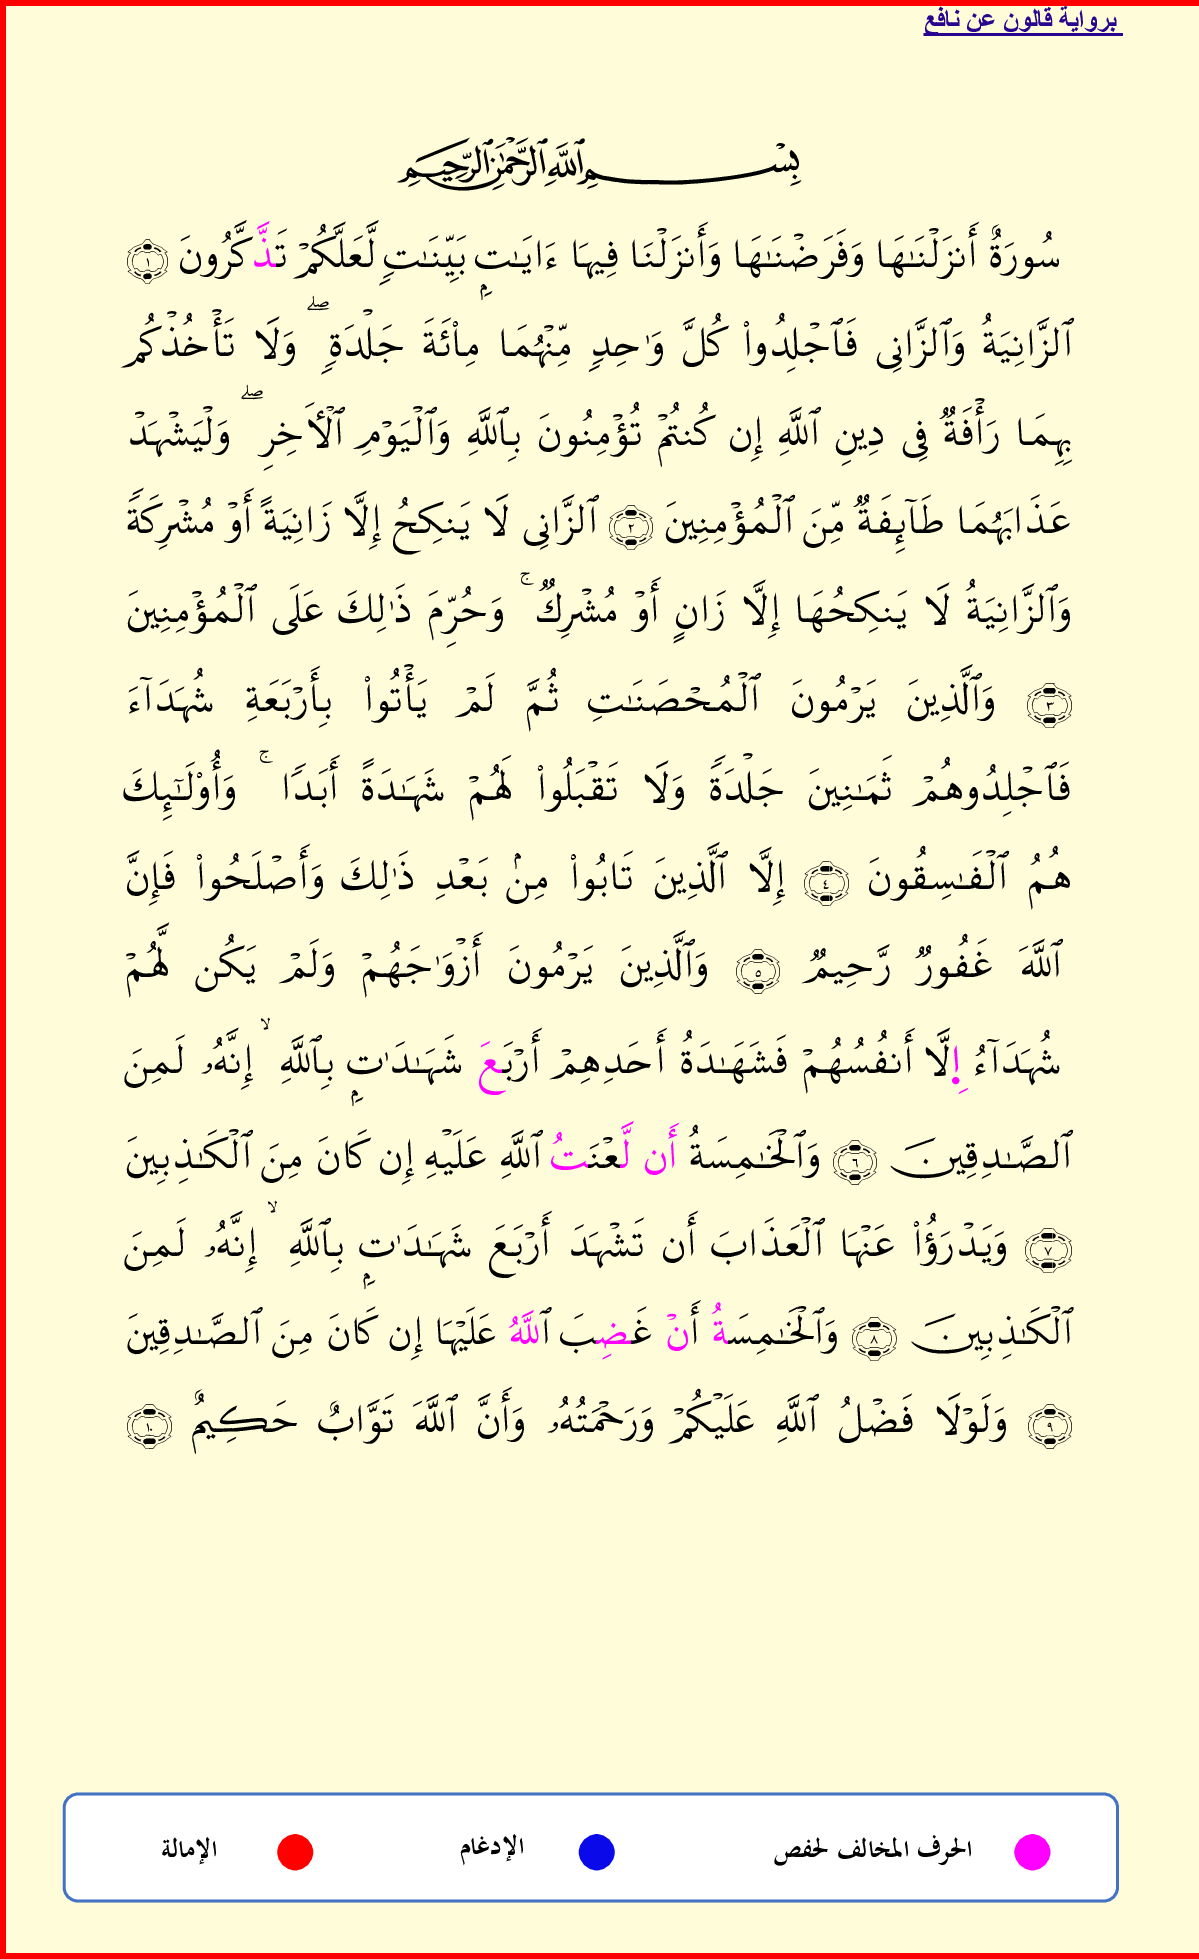 برواية قالون عن نافع
بِسْمِ ٱللَّهِ ٱلرَّحْمَٰنِ ٱلرَّحِيمِ
سُورَةٌ أَنزَلْنَٰهَا وَفَرَضْنَٰهَا وَأَنزَلْنَا فِيهَا ءَايَٰتٍۭ بَيِّنَٰتٍ لَّعَلَّكُمْ تَذَّكَّرُونَ ١
ٱلزَّانِيَةُ وَٱلزَّانِى فَٱجْلِدُوا۟ كُلَّ وَٰحِدٍ مِّنْهُمَا مِا۟ئَةَ جَلْدَةٍ ۖ وَلَا تَأْخُذْكُم
بِهِمَا رَأْفَةٌ فِى دِينِ ٱللَّهِ إِن كُنتُمْ تُؤْمِنُونَ بِٱللَّهِ وَٱلْيَوْمِ ٱلْأَخِرِ ۖ وَلْيَشْهَدْ
عَذَابَهُمَا طَآئِفَةٌ مِّنَ ٱلْمُؤْمِنِينَ ٢ ٱلزَّانِى لَا يَنكِحُ إِلَّا زَانِيَةً أَوْ مُشْرِكَةً
وَٱلزَّانِيَةُ لَا يَنكِحُهَا إِلَّا زَانٍ أَوْ مُشْرِكٌ ۚ وَحُرِّمَ ذَٰلِكَ عَلَى ٱلْمُؤْمِنِينَ
٣ وَٱلَّذِينَ يَرْمُونَ ٱلْمُحْصَنَٰتِ ثُمَّ لَمْ يَأْتُوا۟ بِأَرْبَعَةِ شُهَدَآءَ
فَٱجْلِدُوهُمْ ثَمَٰنِينَ جَلْدَةً وَلَا تَقْبَلُوا۟ لَهُمْ شَهَٰدَةً أَبَدًا ۚ وَأُو۟لَٰٓئِكَ
هُمُ ٱلْفَٰسِقُونَ ٤ إِلَّا ٱلَّذِينَ تَابُوا۟ مِنۢ بَعْدِ ذَٰلِكَ وَأَصْلَحُوا۟ فَإِنَّ
ٱللَّهَ غَفُورٌ رَّحِيمٌ ٥ وَٱلَّذِينَ يَرْمُونَ أَزْوَٰجَهُمْ وَلَمْ يَكُن لَّهُمْ
شُهَدَآءُ اِ۬لَّا أَنفُسُهُمْ فَشَهَٰدَةُ أَحَدِهِمْ أَرْبَعَ شَهَٰدَٰتٍۭ بِٱللَّهِ ۙ إِنَّهُۥ لَمِنَ
ٱلصَّٰدِقِينَ ٦ وَٱلْخَٰمِسَةُ أَن لَّعْنَتُ ٱللَّهِ عَلَيْهِ إِن كَانَ مِنَ ٱلْكَٰذِبِينَ
٧ وَيَدْرَؤُا۟ عَنْهَا ٱلْعَذَابَ أَن تَشْهَدَ أَرْبَعَ شَهَٰدَٰتٍۭ بِٱللَّهِ ۙ إِنَّهُۥ لَمِنَ
ٱلْكَٰذِبِينَ ٨ وَٱلْخَٰمِسَةُ أَنْ غَضِبَ ٱللَّهُ عَلَيْهَا إِن كَانَ مِنَ ٱلصَّٰدِقِينَ
٩ وَلَوْلَا فَضْلُ ٱللَّهِ عَلَيْكُمْ وَرَحْمَتُهُۥ وَأَنَّ ٱللَّهَ تَوَّابٌ حَكِيمٌ ١٠
الحرف المخالف لحفص الإدغام الإمالة